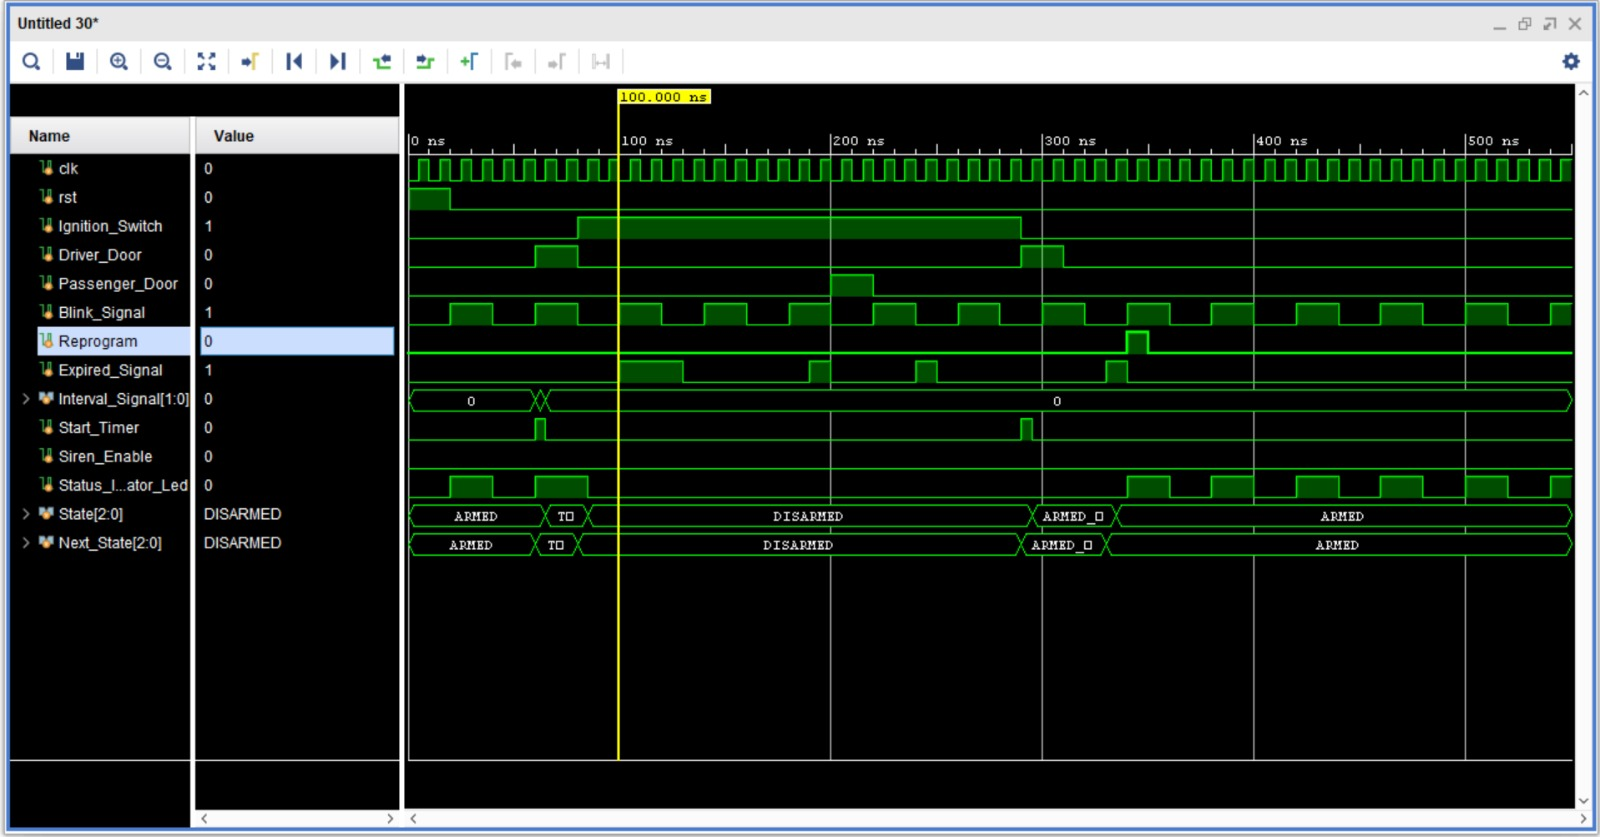 Untitled 30*
100.000 ns
Name Value
0 ns 100 ns 200 ns 300 ns 400 ns 500 ns
clk 0
rst 0
Ignition_Switch 1
Driver_Door 0
Passenger_Door 0
Blink_Signal 1
Reprogram 0
Expired_Signal 1
Interval_Signal[1:0] 0 0 0
Start_Timer 0
Siren_Enable 0
Status_I...ator_Led 0
State[2:0] DISARMED ARMED TO DISARMED ARMED_□ ARMED
Next_State[2:0] DISARMED ARMED TO DISARMED ARMED_□ ARMED